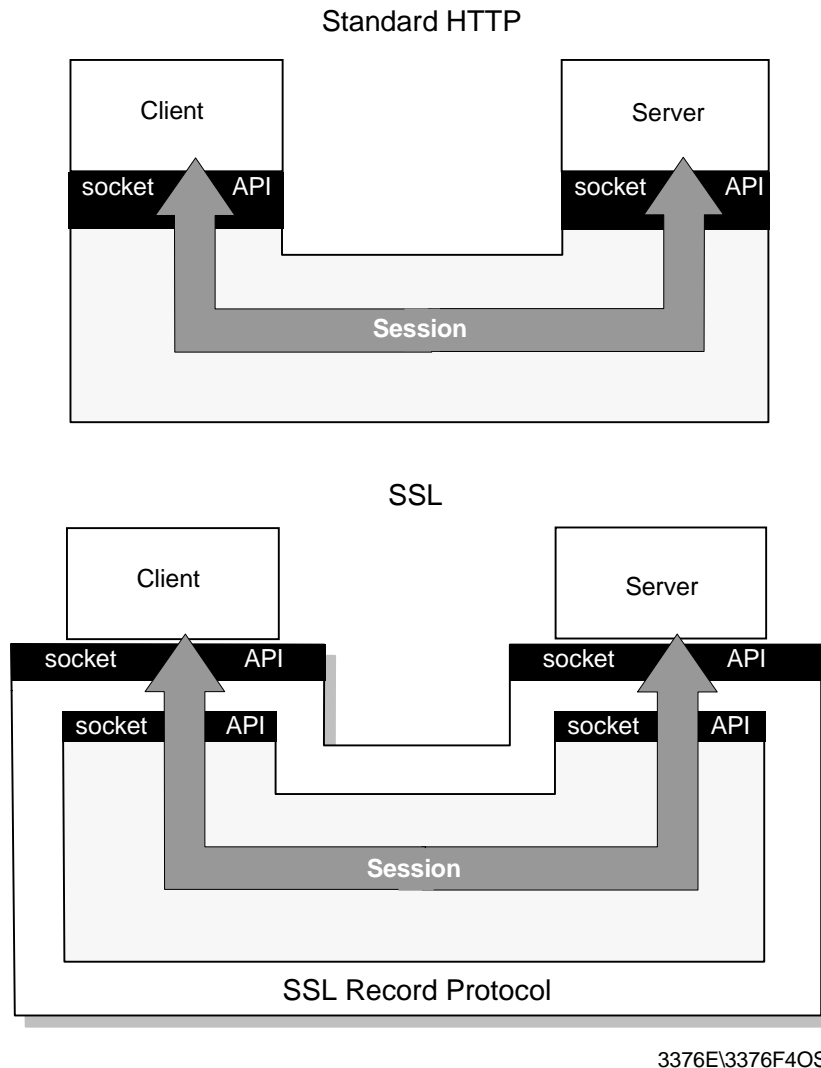 Standard HTTP
Client
Server
socket API
socket API
Session
SSL
Client
Server
socket API
socket API
socket API
socket API
Session
SSL Record Protocol
3376E\3376F4OS